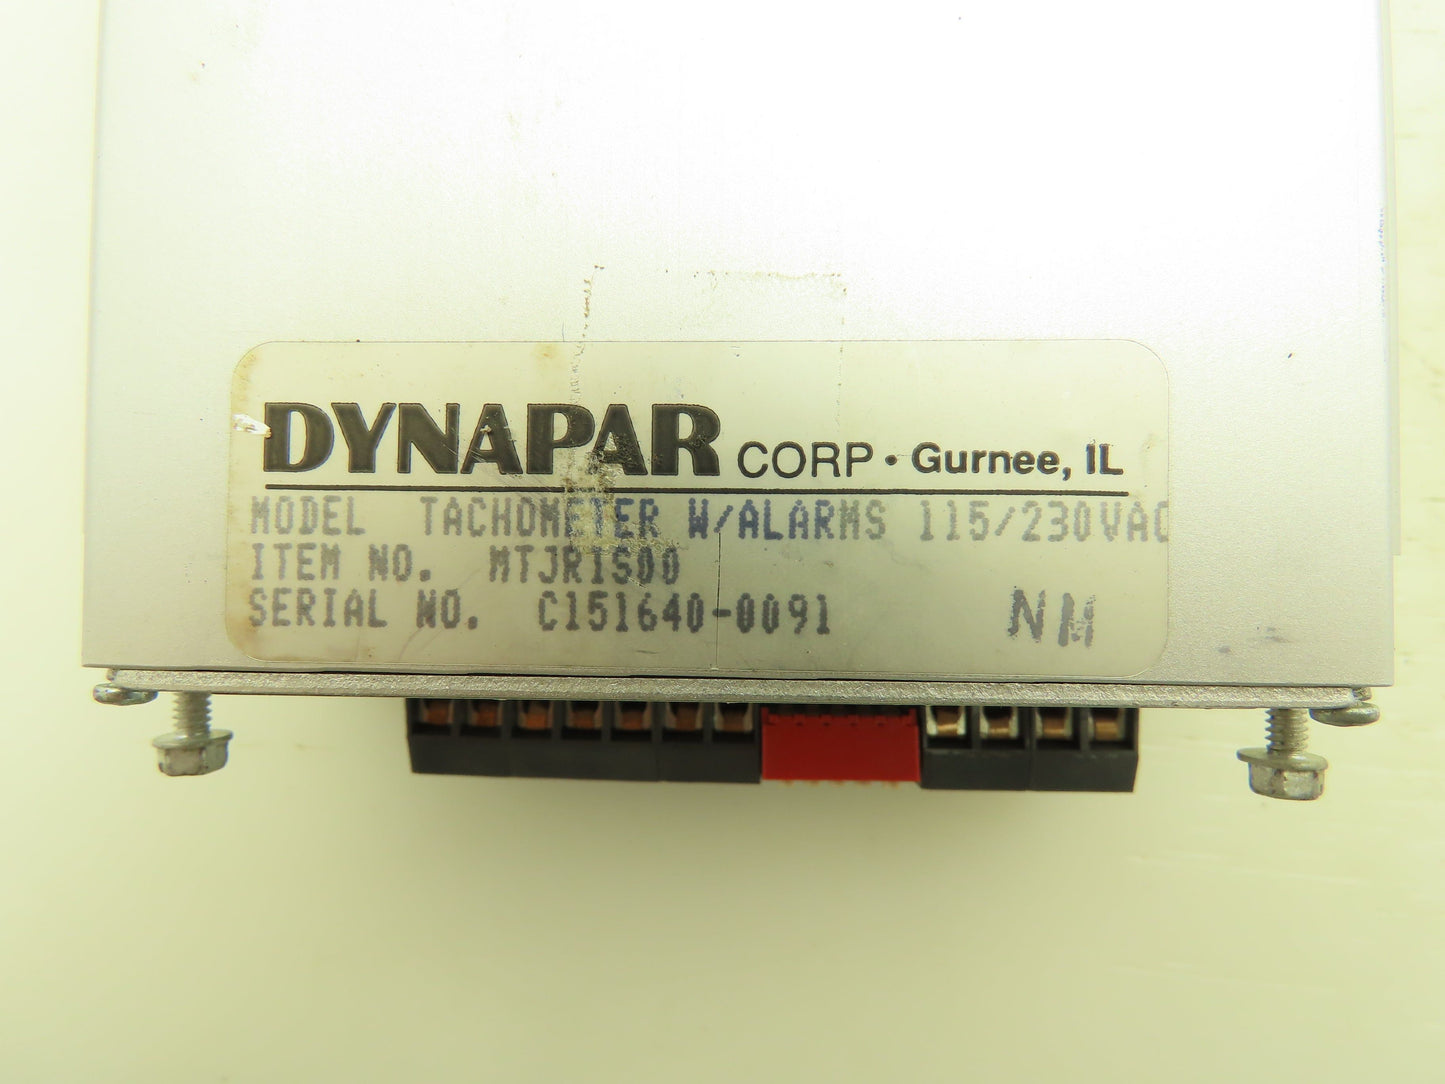 DYNAPAR CORP • Gurnee, IL
MODEL TACHOMETER W/ALARMS 115/230VAC
ITEM NO. MTJR1S00
SERIAL NO. C151640-0091
NM